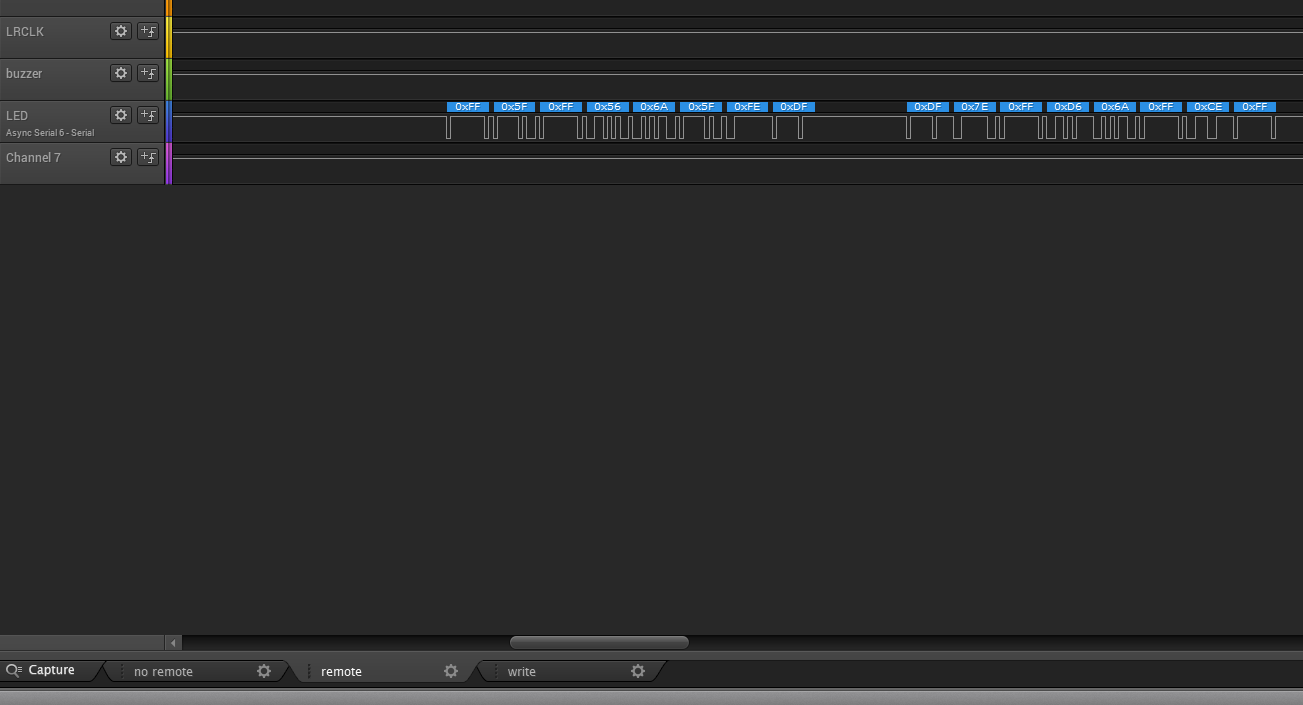 LRCLK
buzzer
0xFF 0x5F 0xFF 0x56 0x6A 0x5F 0xFE 0xDF 0xDF 0x7E 0xFF 0xD6 0x6A 0xFF 0xCE 0xFF
LED
Async Serial 6 - Serial
Channel 7
Capture no remote remote write